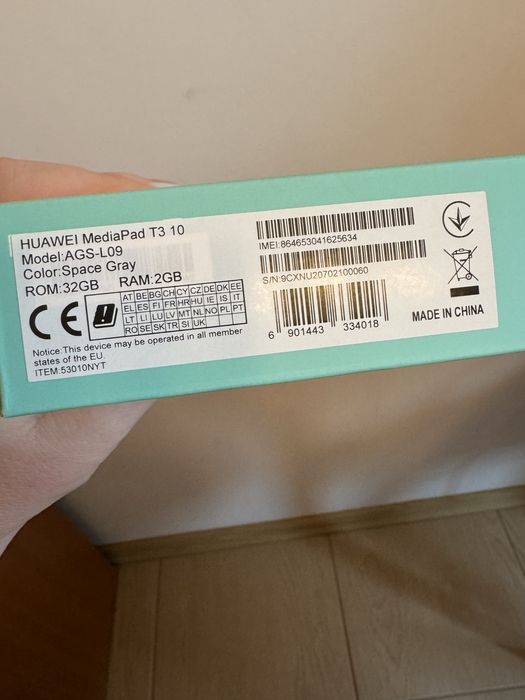 HUAWEI MediaPad T3 10
Model:AGS-L09
Color:Space Gray
ROM:32GB RAM:2GB
CE
AT BE BG CH CY CZ DE DK EE
EL ES FI FR HR HU IE IS IT
LT LI LU LV MT NL NO PL PT
RO SE SK TR SI UK
Notice:This device may be operated in all member
states of the EU.
ITEM:53010NYT
IMEI:864653041625634
S/N:9CXNU20702100060
6 901443 334018
MADE IN CHINA